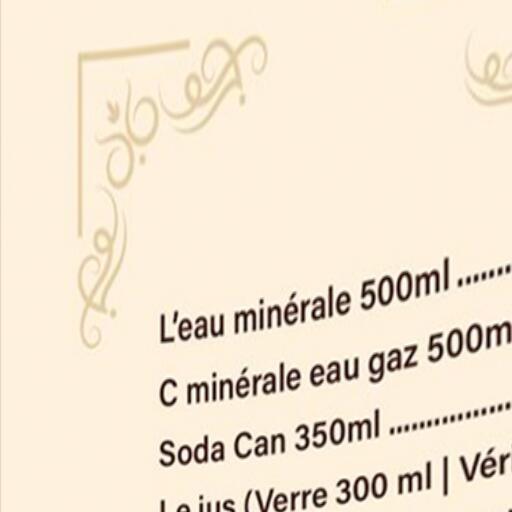 L'eau minérale 500ml ........
C minérale eau gaz 500m
Soda Can 350ml ................
Le jus (Verre 300 ml | Véri